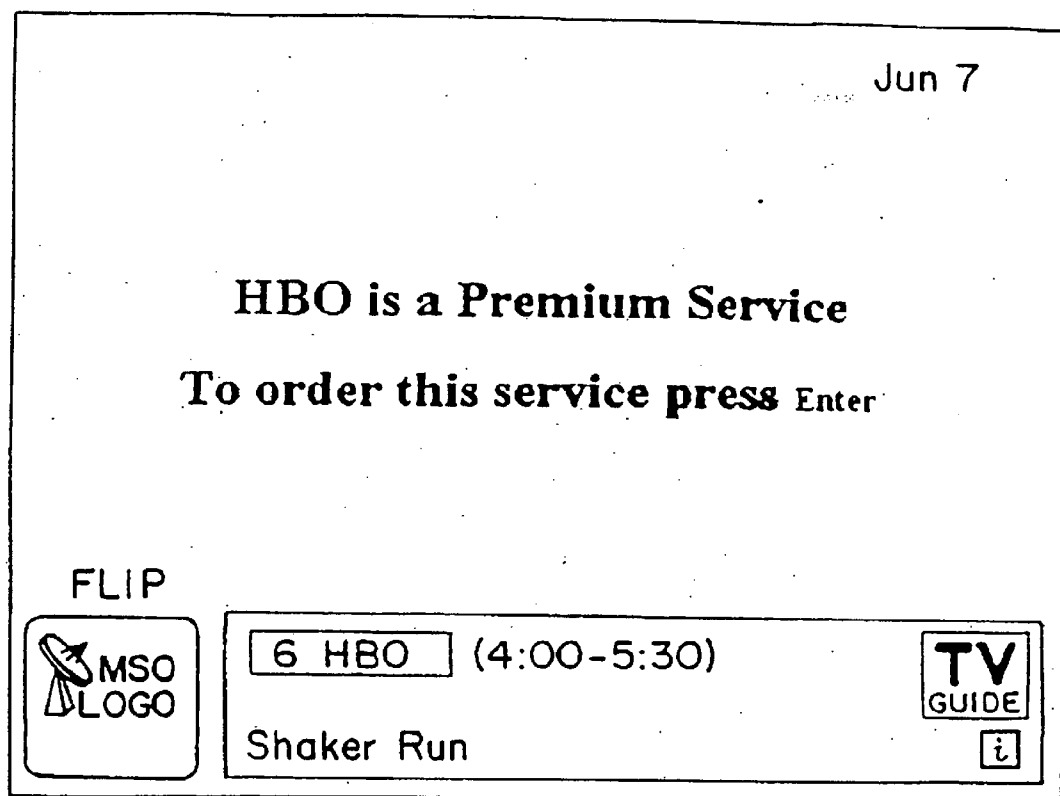 Jun 7
HBO is a Premium Service
To order this service press Enter
FLIP
MSO
LOGO
6 HBO (4:00-5:30)
TV
GUIDE
Shaker Run
i